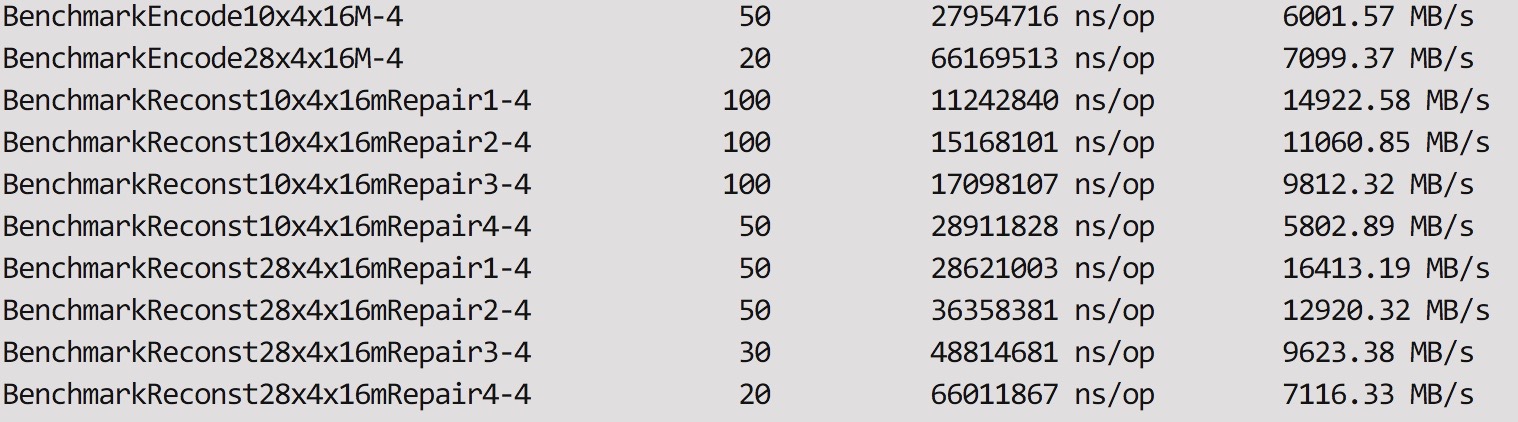 BenchmarkEncode10x4x16M-4 50 27954716 ns/op 6001.57 MB/s
BenchmarkEncode28x4x16M-4 20 66169513 ns/op 7099.37 MB/s
BenchmarkReconst10x4x16mRepair1-4 100 11242840 ns/op 14922.58 MB/s
BenchmarkReconst10x4x16mRepair2-4 100 15168101 ns/op 11060.85 MB/s
BenchmarkReconst10x4x16mRepair3-4 100 17098107 ns/op 9812.32 MB/s
BenchmarkReconst10x4x16mRepair4-4 50 28911828 ns/op 5802.89 MB/s
BenchmarkReconst28x4x16mRepair1-4 50 28621003 ns/op 16413.19 MB/s
BenchmarkReconst28x4x16mRepair2-4 50 36358381 ns/op 12920.32 MB/s
BenchmarkReconst28x4x16mRepair3-4 30 48814681 ns/op 9623.38 MB/s
BenchmarkReconst28x4x16mRepair4-4 20 66011867 ns/op 7116.33 MB/s